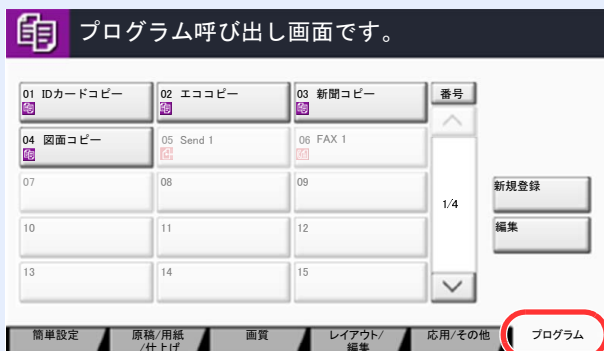 プログラム呼び出し画面です。
01 IDカードコピー
02 エココピー
03 新聞コピー
番号
04 図面コピー
05 Send 1
06 FAX 1
07
08
09
1/4
新規登録
10
11
12
編集
13
14
15
簡単設定
原稿/用紙
/仕上げ
画質
レイアウト/
編集
応用/その他
プログラム